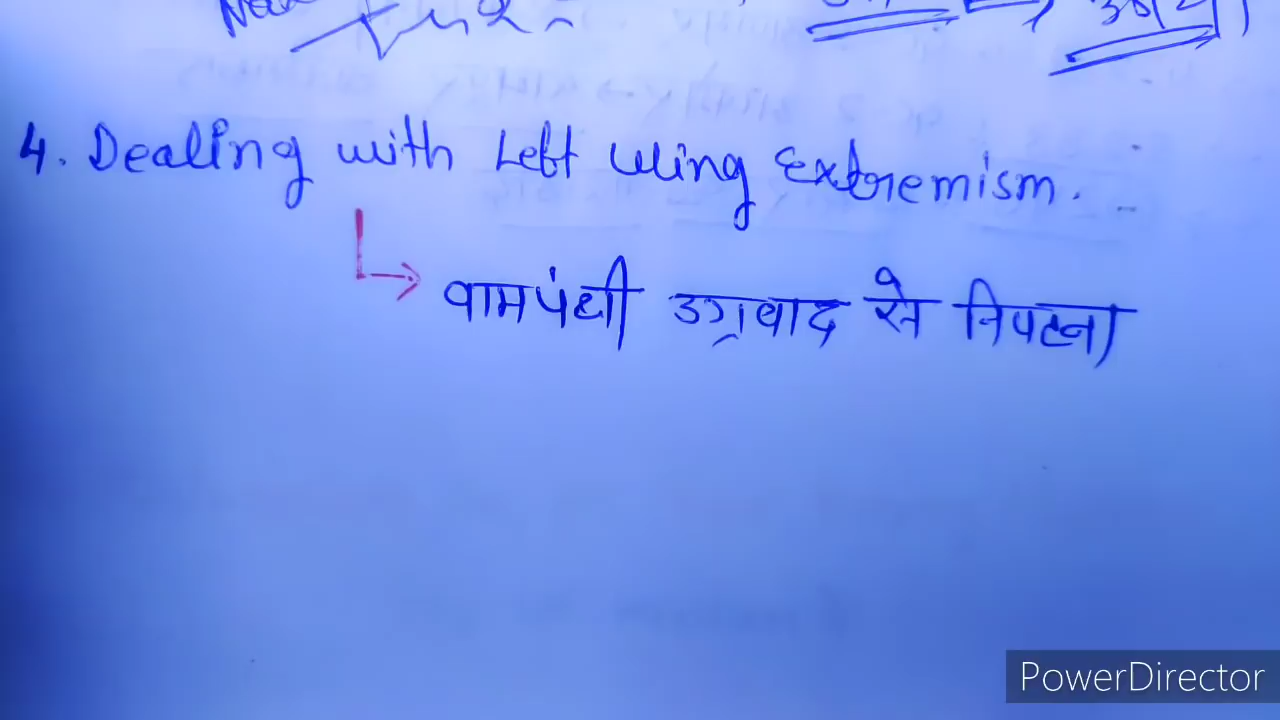 4. Dealing with Left Wing Extremism.
वामपंथी उग्रवाद से निपटना
PowerDirector